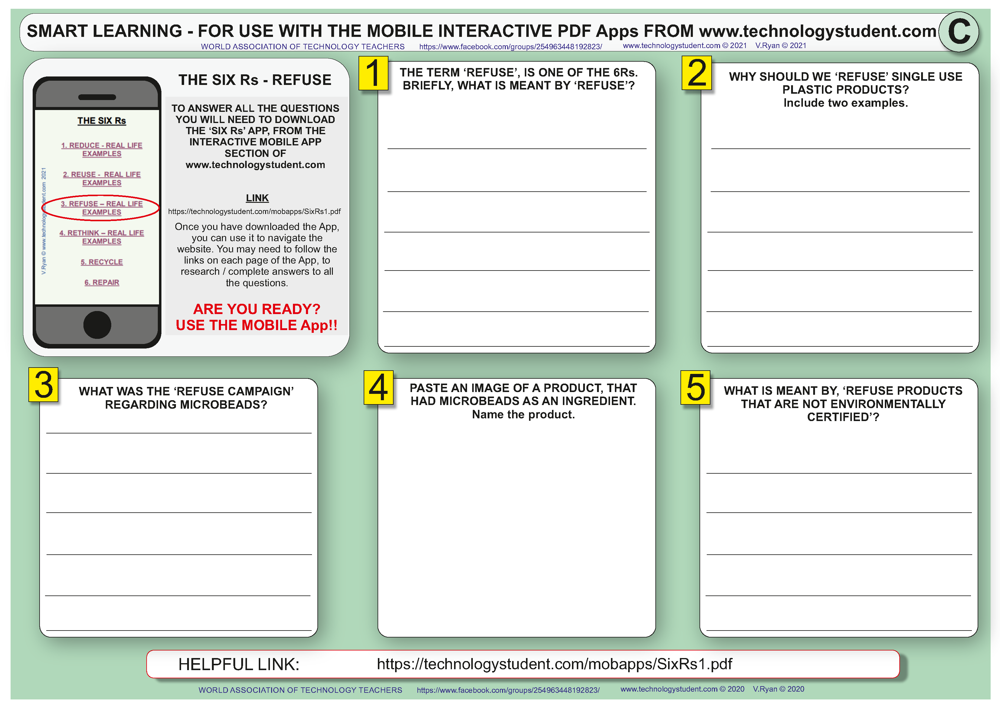 SMART LEARNING - FOR USE WITH THE MOBILE INTERACTIVE PDF Apps FROM www.technologystudent.com
C
WORLD ASSOCIATION OF TECHNOLOGY TEACHERS https://www.facebook.com/groups/254963448192823/ www.technologystudent.com © 2021 V.Ryan © 2021
THE SIX Rs
1. REDUCE - REAL LIFE
EXAMPLES
2. REUSE - REAL LIFE
EXAMPLES
3. REFUSE – REAL LIFE
EXAMPLES
4. RETHINK – REAL LIFE
EXAMPLES
5. RECYCLE
6. REPAIR
V.Ryan © www.technologystudent.com 2021
THE SIX Rs - REFUSE
TO ANSWER ALL THE QUESTIONS
YOU WILL NEED TO DOWNLOAD
THE ‘SIX Rs’ APP, FROM THE
INTERACTIVE MOBILE APP
SECTION OF
www.technologystudent.com
LINK
https://technologystudent.com/mobapps/SixRs1.pdf
Once you have downloaded the App,
you can use it to navigate the
website. You may need to follow the
links on each page of the App, to
research / complete answers to all
the questions.
ARE YOU READY?
USE THE MOBILE App!!
1
THE TERM ‘REFUSE’, IS ONE OF THE 6Rs.
BRIEFLY, WHAT IS MEANT BY ‘REFUSE’?
2
WHY SHOULD WE ‘REFUSE’ SINGLE USE
PLASTIC PRODUCTS?
Include two examples.
3
WHAT WAS THE ‘REFUSE CAMPAIGN’
REGARDING MICROBEADS?
4
PASTE AN IMAGE OF A PRODUCT, THAT
HAD MICROBEADS AS AN INGREDIENT.
Name the product.
5
WHAT IS MEANT BY, ‘REFUSE PRODUCTS
THAT ARE NOT ENVIRONMENTALLY
CERTIFIED’?
HELPFUL LINK: https://technologystudent.com/mobapps/SixRs1.pdf
WORLD ASSOCIATION OF TECHNOLOGY TEACHERS https://www.facebook.com/groups/254963448192823/ www.technologystudent.com © 2020 V.Ryan © 2020